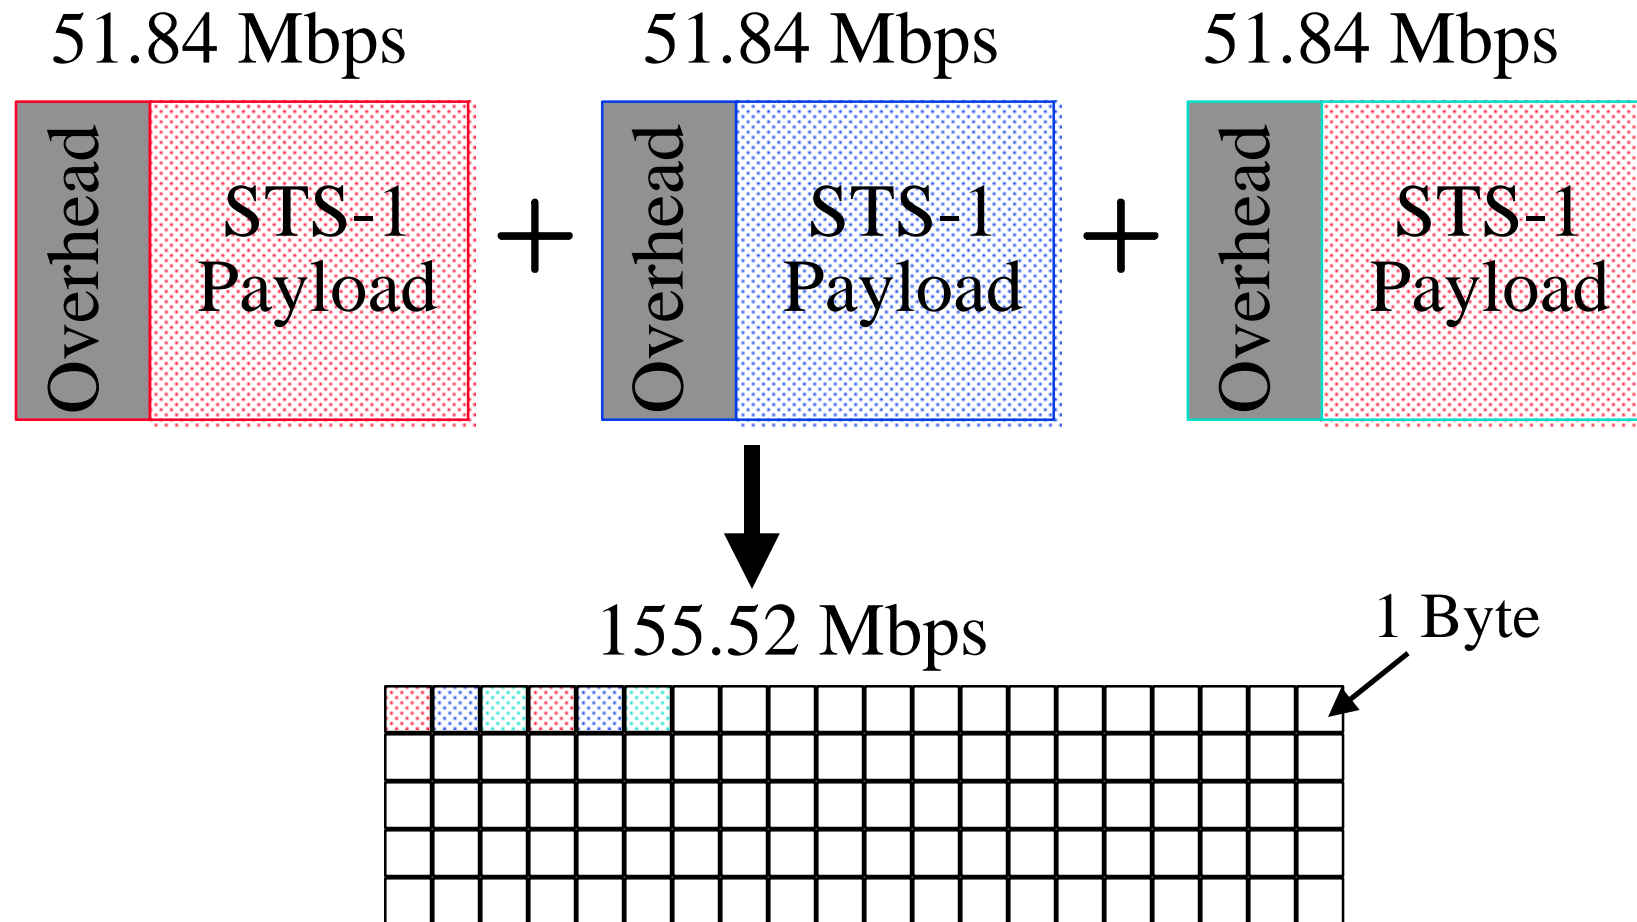 51.84 Mbps
51.84 Mbps
51.84 Mbps
Overhead
STS-1
Payload
+
Overhead
STS-1
Payload
+
Overhead
STS-1
Payload
155.52 Mbps
1 Byte